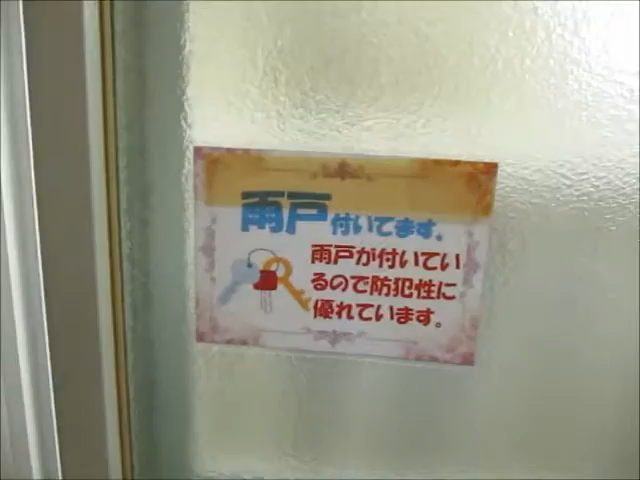 雨戸付いてます。
雨戸が付いてい
るので防犯性に
優れています。